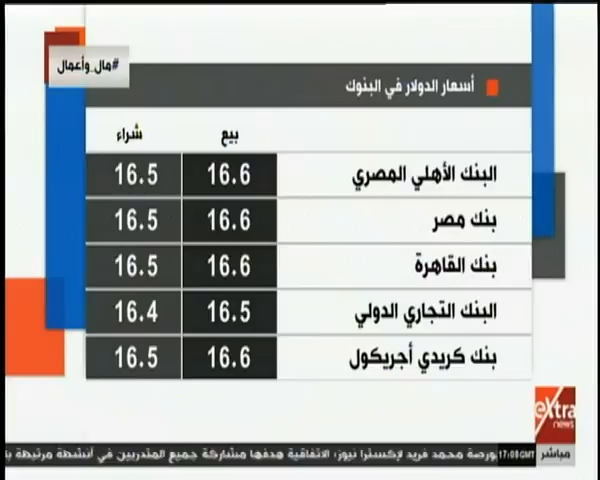 #مال_وأعمال
أسعار الدولار في البنوك
بيع شراء
البنك الأهلي المصري 16.6 16.5
بنك مصر 16.6 16.5
بنك القاهرة 16.6 16.5
البنك التجاري الدولي 16.5 16.4
بنك كريدي أجريكول 16.6 16.5
extra
news
مباشر
17:08GMT
بورصة محمد فريد لإكسترا نيوز: الاتفاقية هدفها مشاركة جميع المتدربين في أنشطة مرتبطة